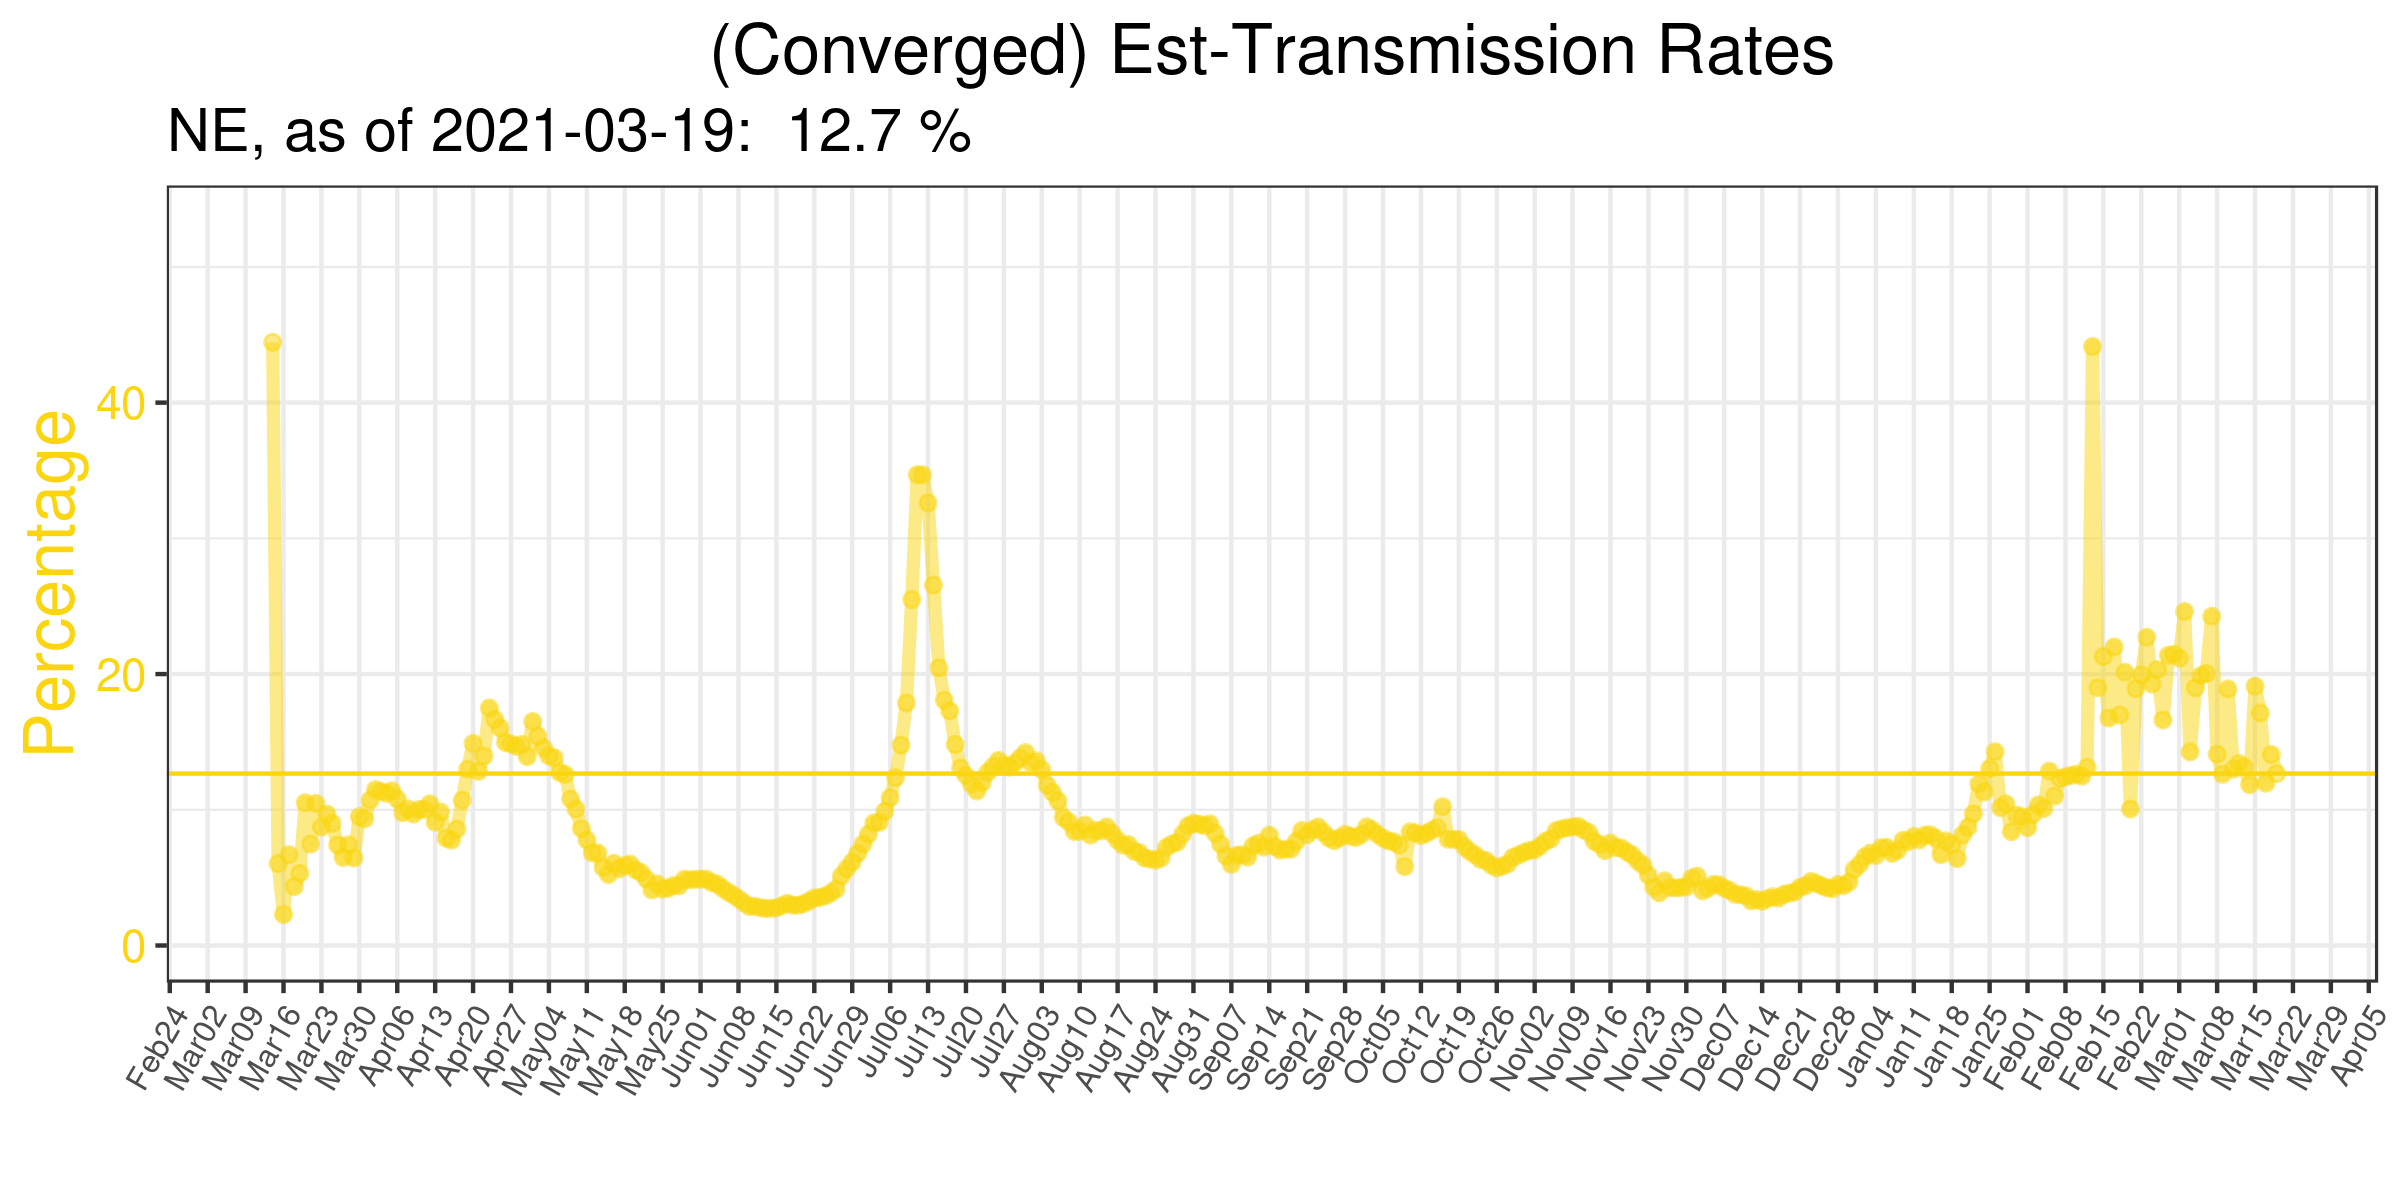 (Converged) Est-Transmission Rates
NE, as of 2021-03-19: 12.7 %
Percentage
40
20
0
Feb24 Mar02 Mar09 Mar16 Mar23 Mar30 Apr06 Apr13 Apr20 Apr27 May04 May11 May18 May25 Jun01 Jun08 Jun15 Jun22 Jun29 Jul06 Jul13 Jul20 Jul27 Aug03 Aug10 Aug17 Aug24 Aug31 Sep07 Sep14 Sep21 Sep28 Oct05 Oct12 Oct19 Oct26 Nov02 Nov09 Nov16 Nov23 Nov30 Dec07 Dec14 Dec21 Dec28 Jan04 Jan11 Jan18 Jan25 Feb01 Feb08 Feb15 Feb22 Mar01 Mar08 Mar15 Mar22 Mar29 Apr05